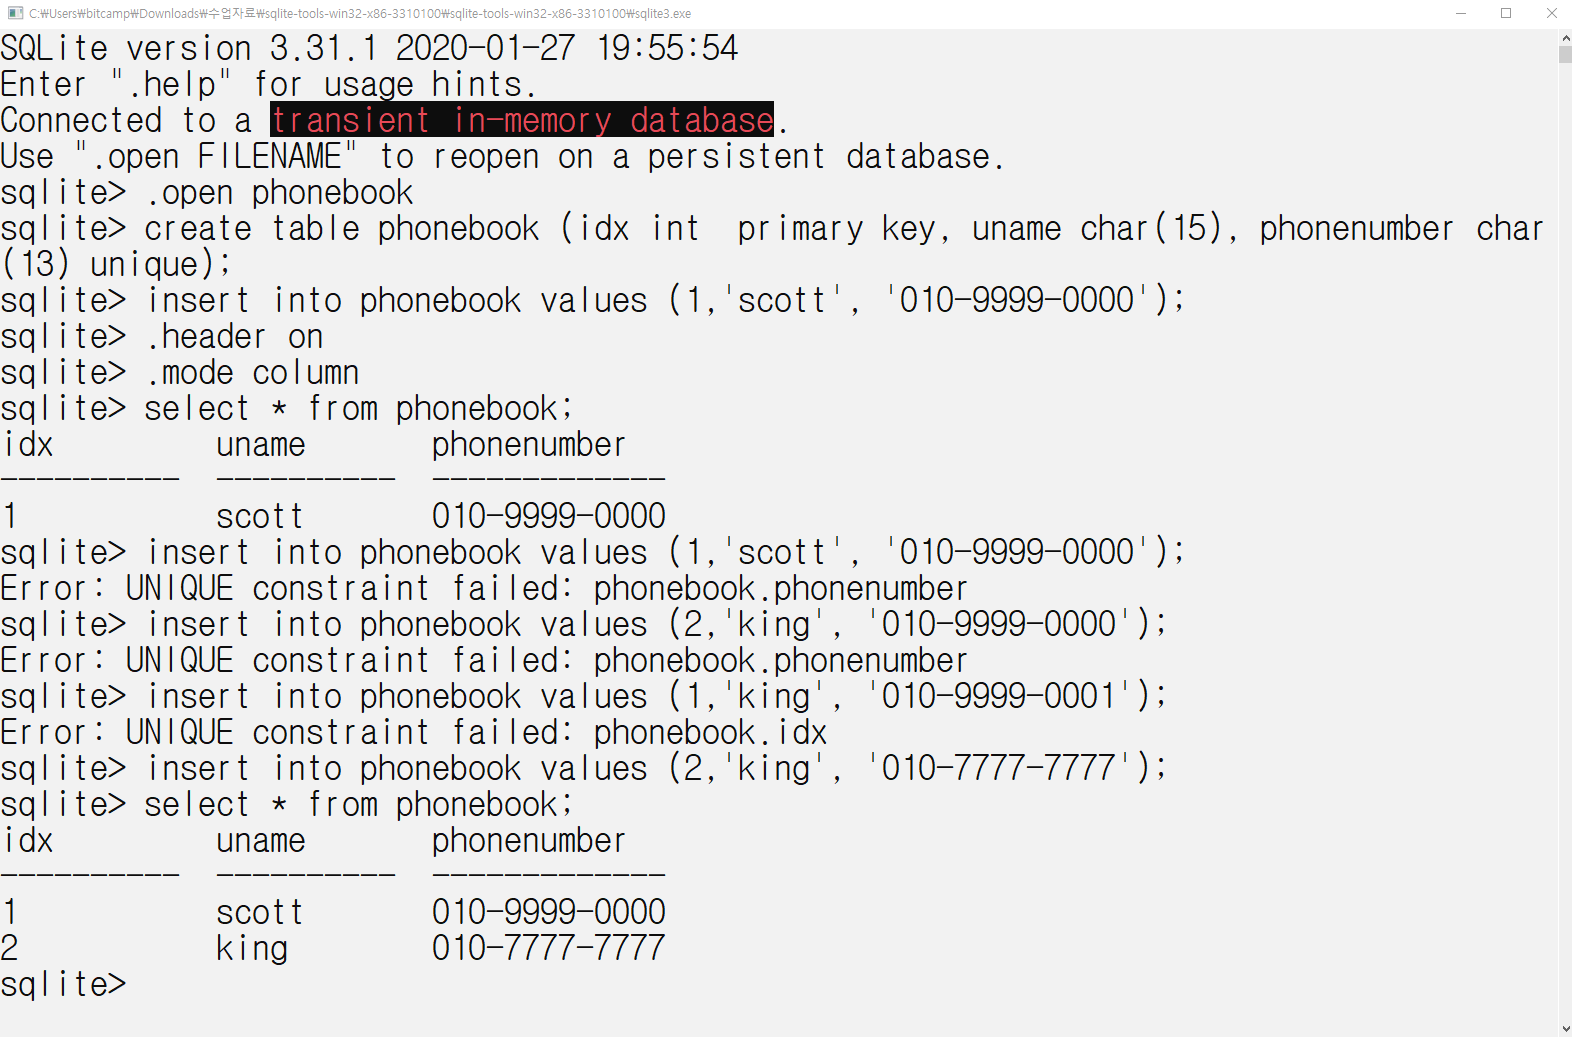 C:₩Users₩bitcamp₩Downloads₩수업자료₩sqlite-tools-win32-x86-3310100₩sqlite-tools-win32-x86-3310100₩sqlite3.exe
SQLite version 3.31.1 2020-01-27 19:55:54
Enter ".help" for usage hints.
Connected to a transient in-memory database.
Use ".open FILENAME" to reopen on a persistent database.
sqlite> .open phonebook
sqlite> create table phonebook (idx int  primary key, uname char(15), phonenumber char
(13) unique);
sqlite> insert into phonebook values (1,'scott', '010-9999-0000');
sqlite> .header on
sqlite> .mode column
sqlite> select * from phonebook;
idx         uname       phonenumber
----------  ----------  -------------
1           scott       010-9999-0000
sqlite> insert into phonebook values (1,'scott', '010-9999-0000');
Error: UNIQUE constraint failed: phonebook.phonenumber
sqlite> insert into phonebook values (2,'king', '010-9999-0000');
Error: UNIQUE constraint failed: phonebook.phonenumber
sqlite> insert into phonebook values (1,'king', '010-9999-0001');
Error: UNIQUE constraint failed: phonebook.idx
sqlite> insert into phonebook values (2,'king', '010-7777-7777');
sqlite> select * from phonebook;
idx         uname       phonenumber
----------  ----------  -------------
1           scott       010-9999-0000
2           king        010-7777-7777
sqlite>